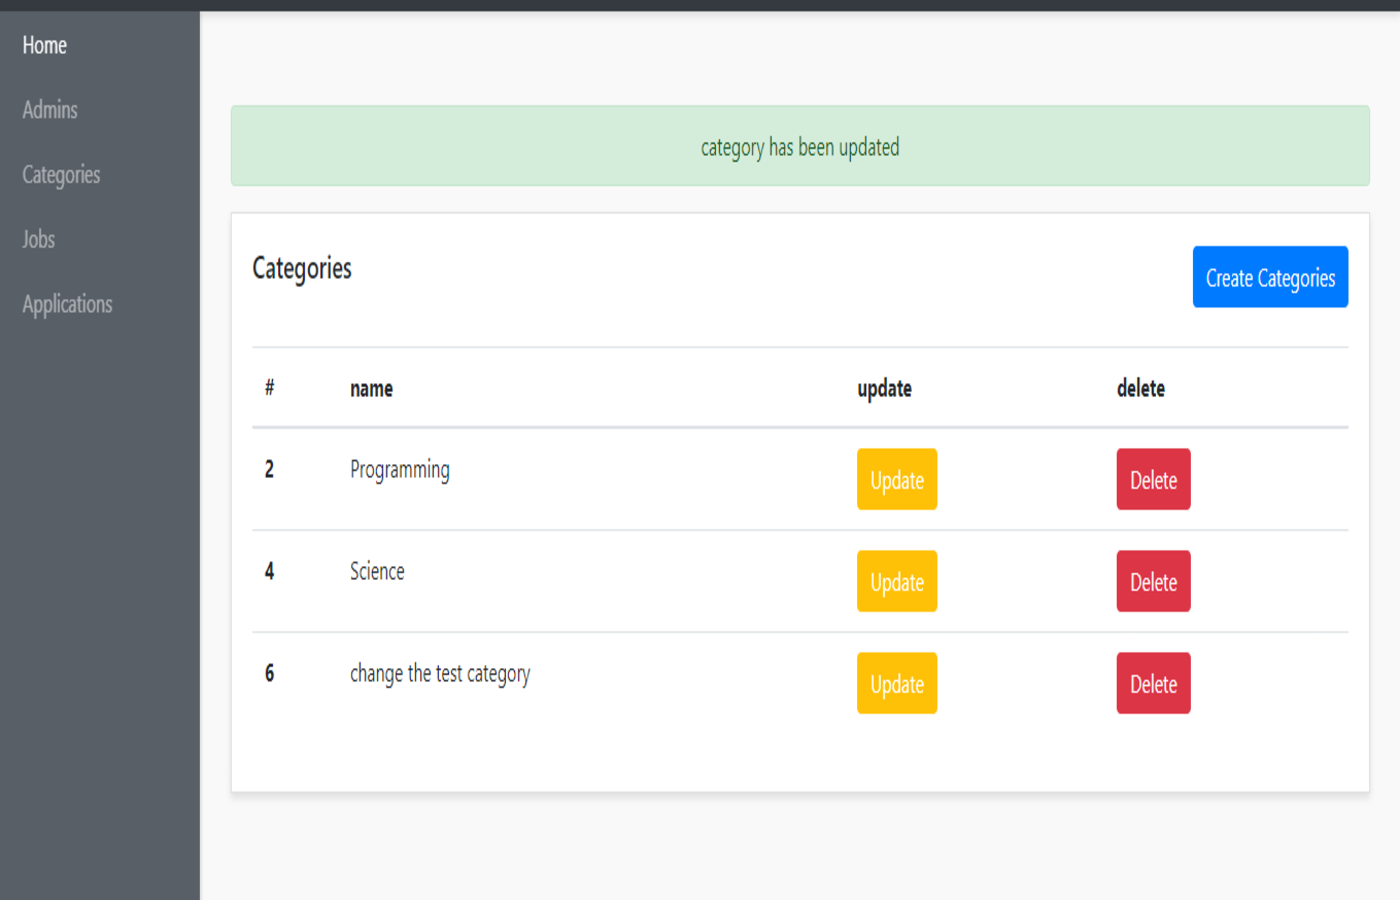 Home
Admins
Categories
Jobs
Applications
category has been updated
Categories
Create Categories
# name update delete
2 Programming Update Delete
4 Science Update Delete
6 change the test category Update Delete